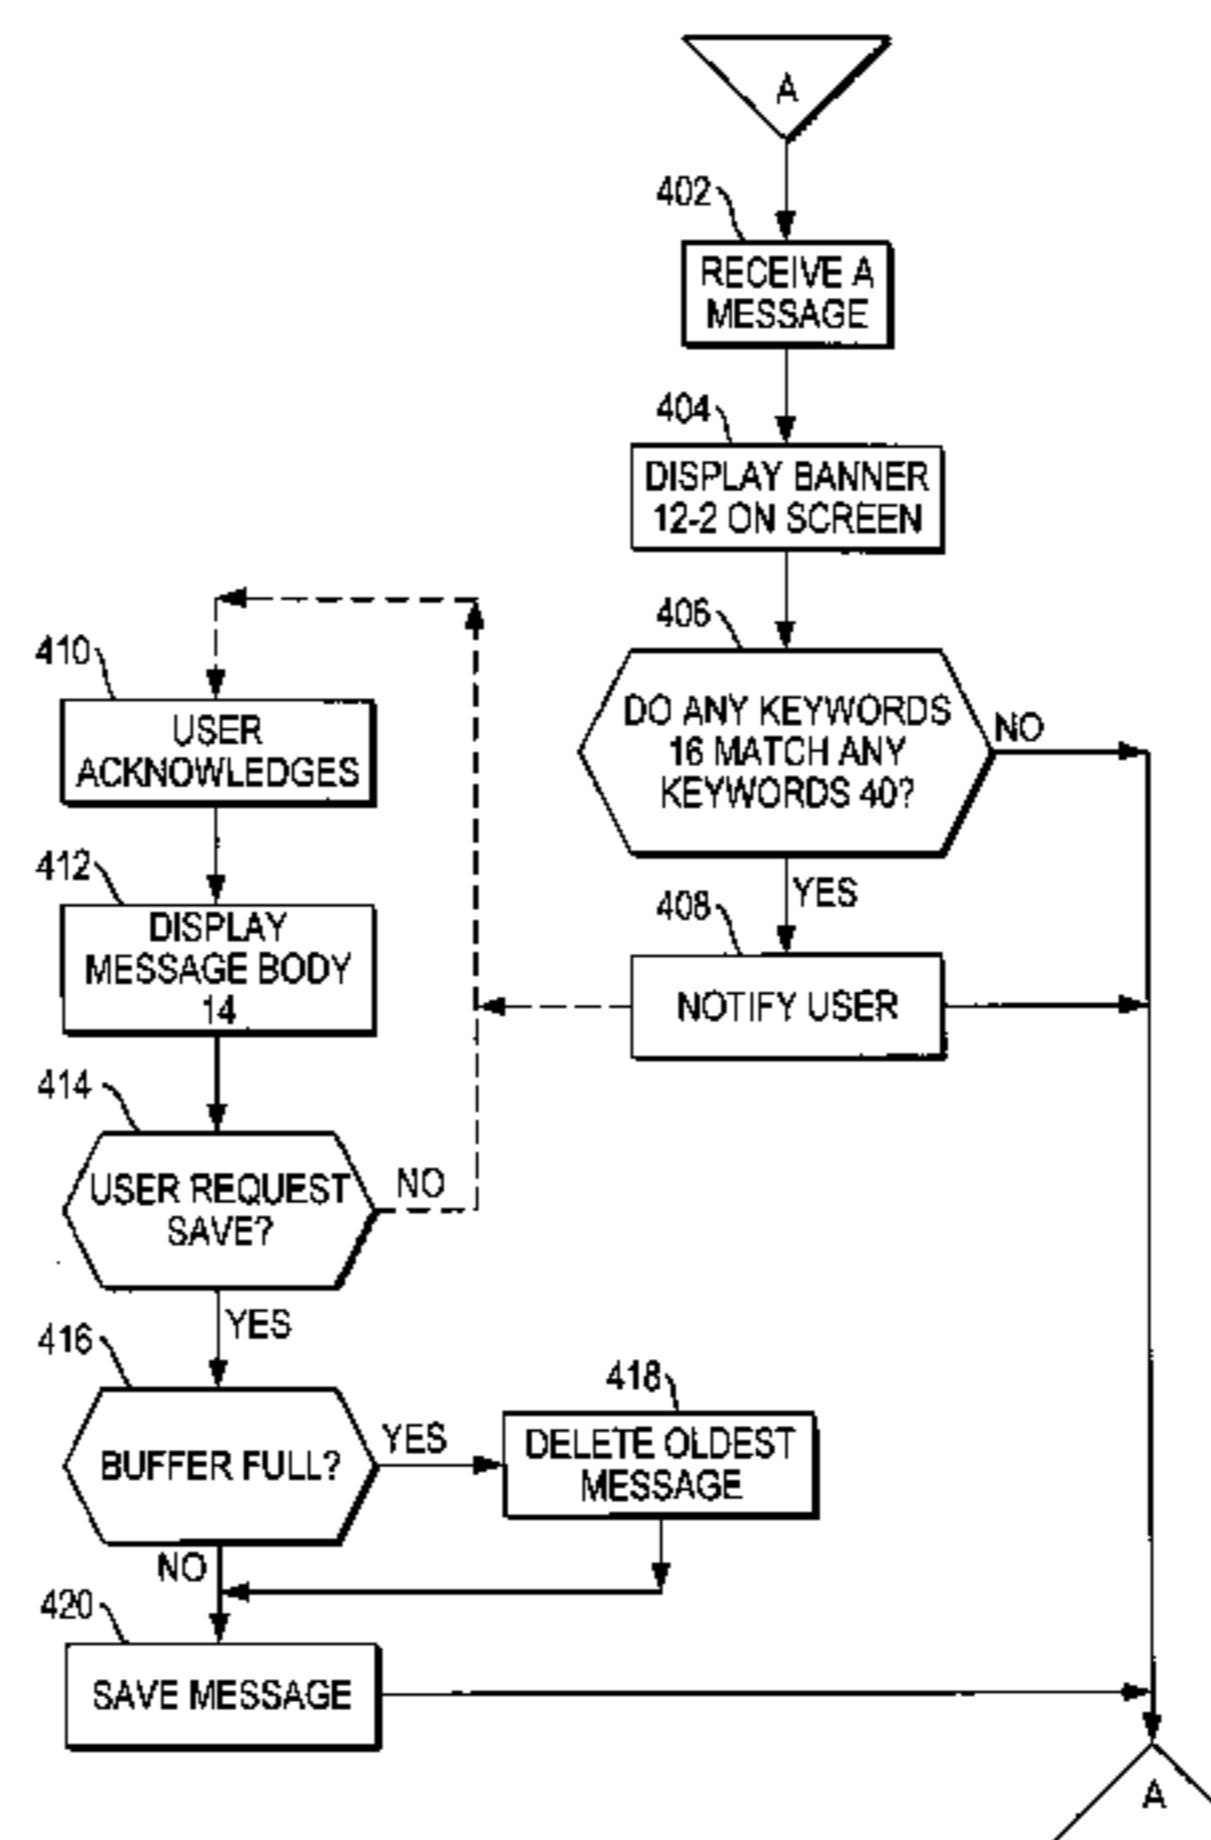 A
402
RECEIVE A
MESSAGE
404
DISPLAY BANNER
12-2 ON SCREEN
406
DO ANY KEYWORDS
16 MATCH ANY
KEYWORDS 40?
NO
YES
408
NOTIFY USER
410
USER
ACKNOWLEDGES
412
DISPLAY
MESSAGE BODY
14
414
USER REQUEST
SAVE?
NO
YES
416
BUFFER FULL?
YES
418
DELETE OLDEST
MESSAGE
NO
420
SAVE MESSAGE
A